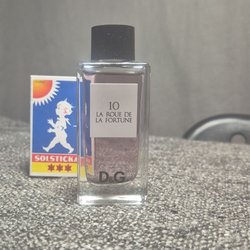 10
LA ROUE DE
LA FORTUNE
D&G
SOLSTICKAN
★★★